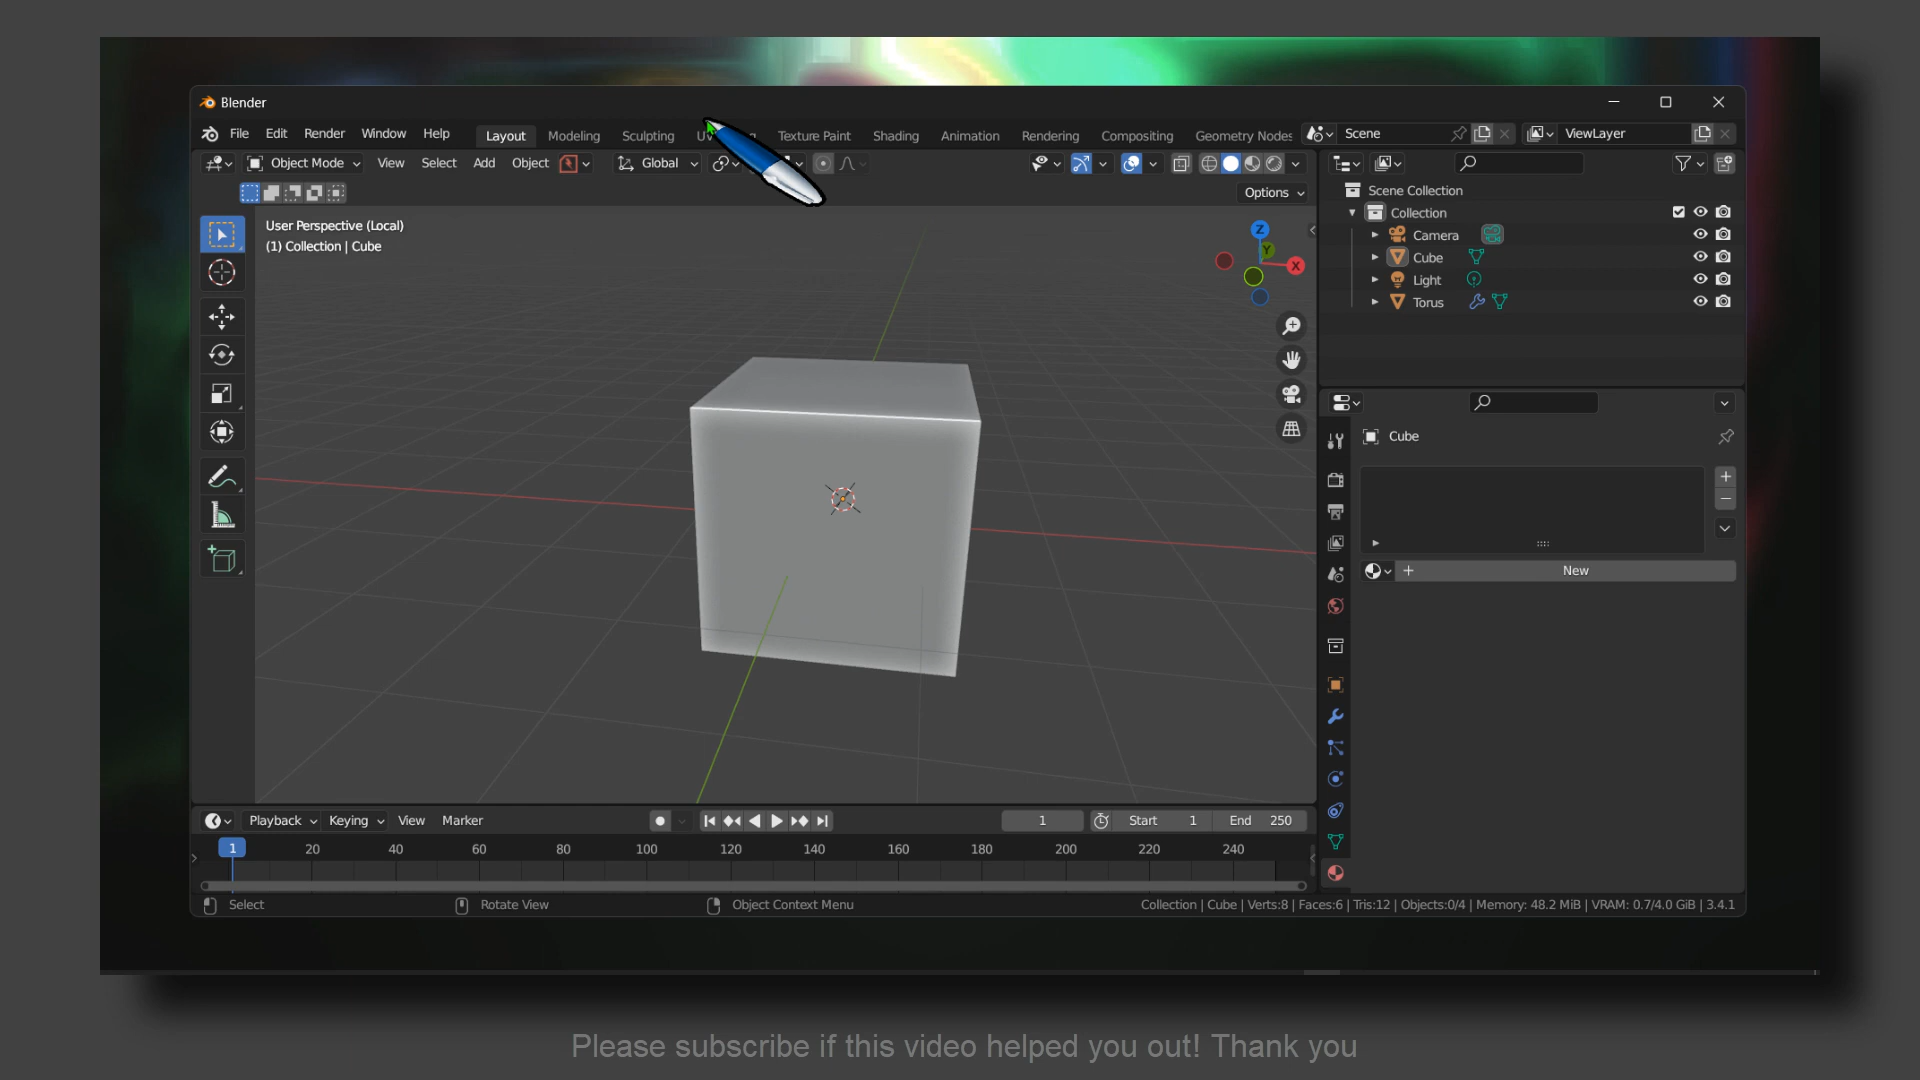 Blender
File Edit Render Window Help Layout Modeling Sculpting Texture Paint Shading Animation Rendering Compositing Geometry Nodes Scene ViewLayer
Object Mode View Select Add Object Global
Options
User Perspective (Local)
(1) Collection | Cube
Z
Y
X
Scene Collection
Collection
Camera
Cube
Light
Torus
Cube
New
Playback Keying View Marker 1 Start 1 End 250
1 20 40 60 80 100 120 140 160 180 200 220 240
Select Rotate View Object Context Menu Collection | Cube | Verts:8 | Faces:6 | Tris:12 | Objects:0/4 | Memory: 48.2 MiB | VRAM: 0.7/4.0 GiB | 3.4.1
Please subscribe if this video helped you out! Thank you